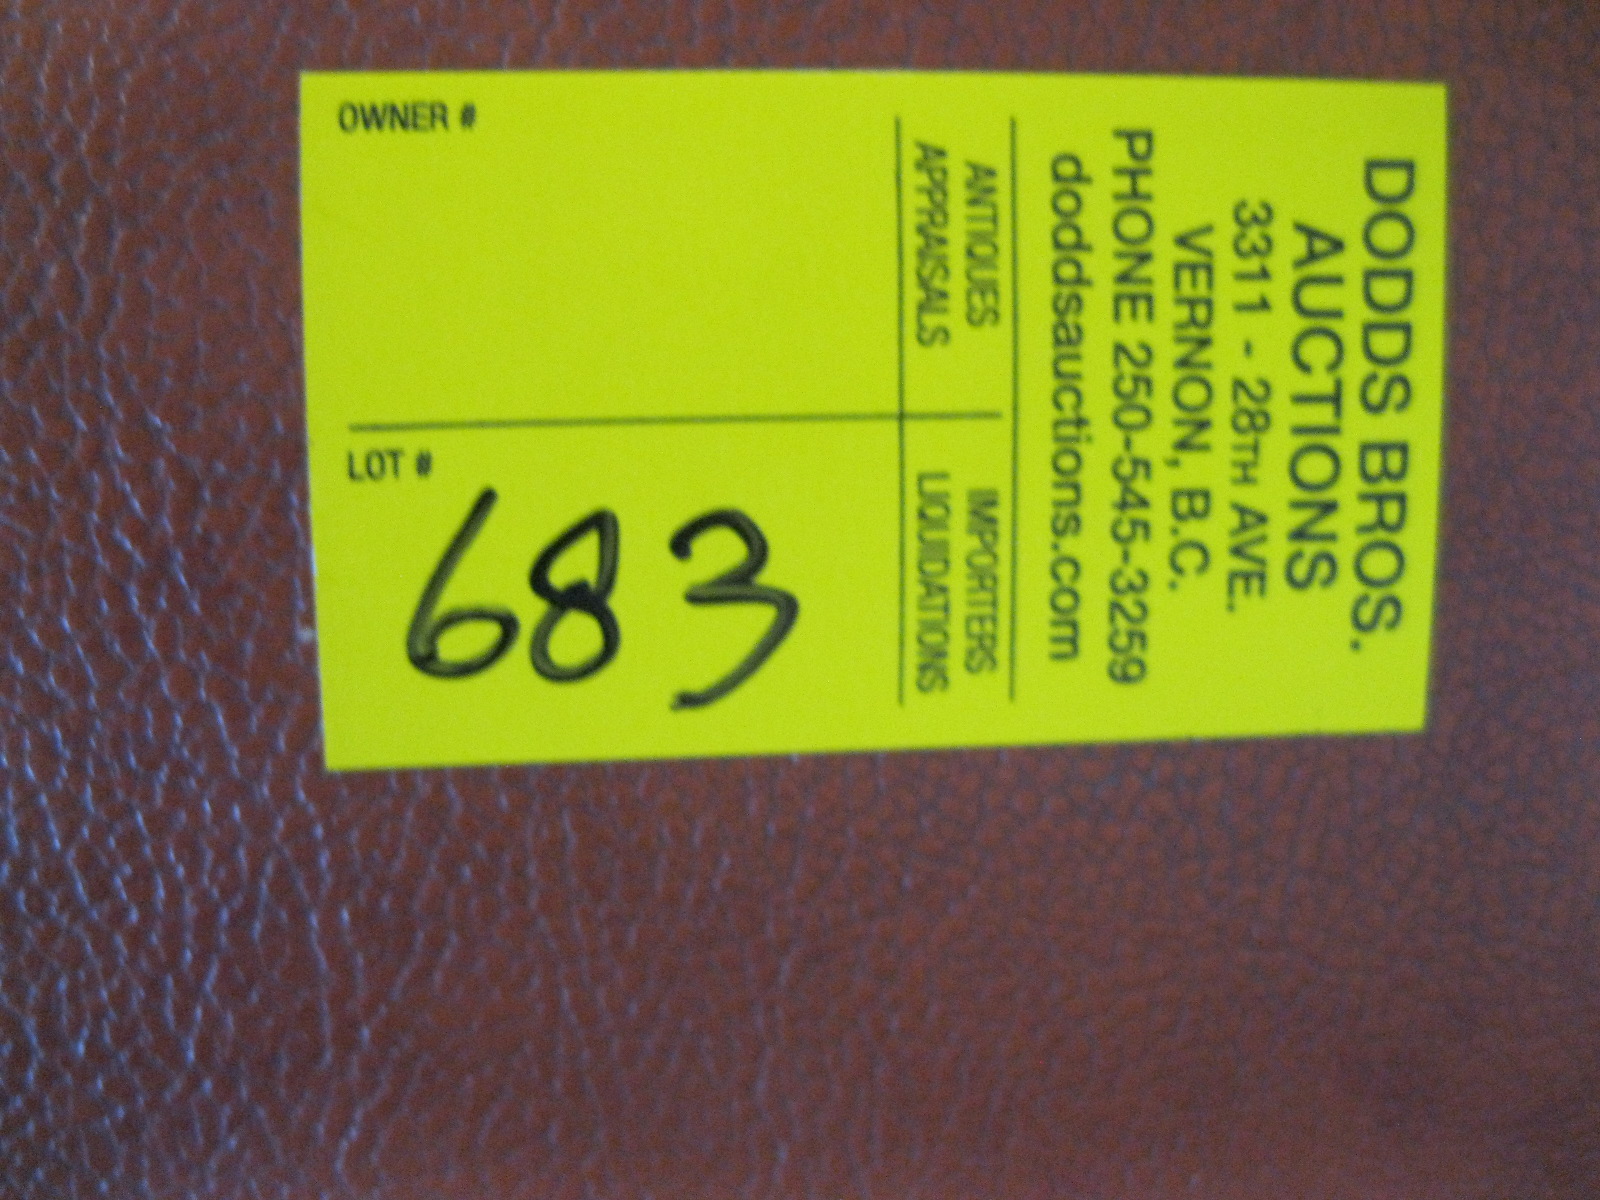 DODDS BROS.
AUCTIONS
3311 - 28TH AVE.
VERNON, B.C.
PHONE 250-545-3259
doddsauctions.com
ANTIQUES IMPORTERS
APPRAISALS LIQUIDATIONS
OWNER #
LOT #
683